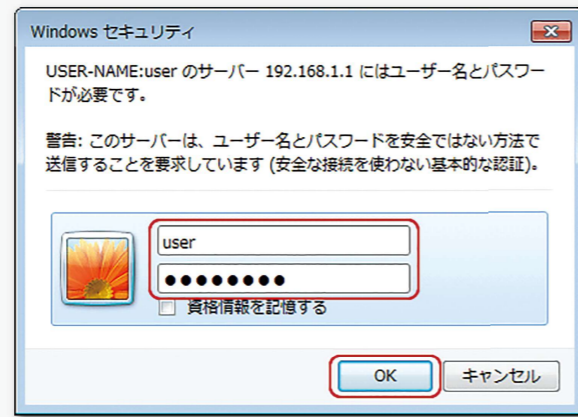 Windows セキュリティ
USER-NAME:user のサーバー 192.168.1.1 にはユーザー名とパスワー
ドが必要です。
警告: このサーバーは、ユーザー名とパスワードを安全ではない方法で
送信することを要求しています (安全な接続を使わない基本的な認証)。
user
●●●●●●●●
資格情報を記憶する
OK キャンセル